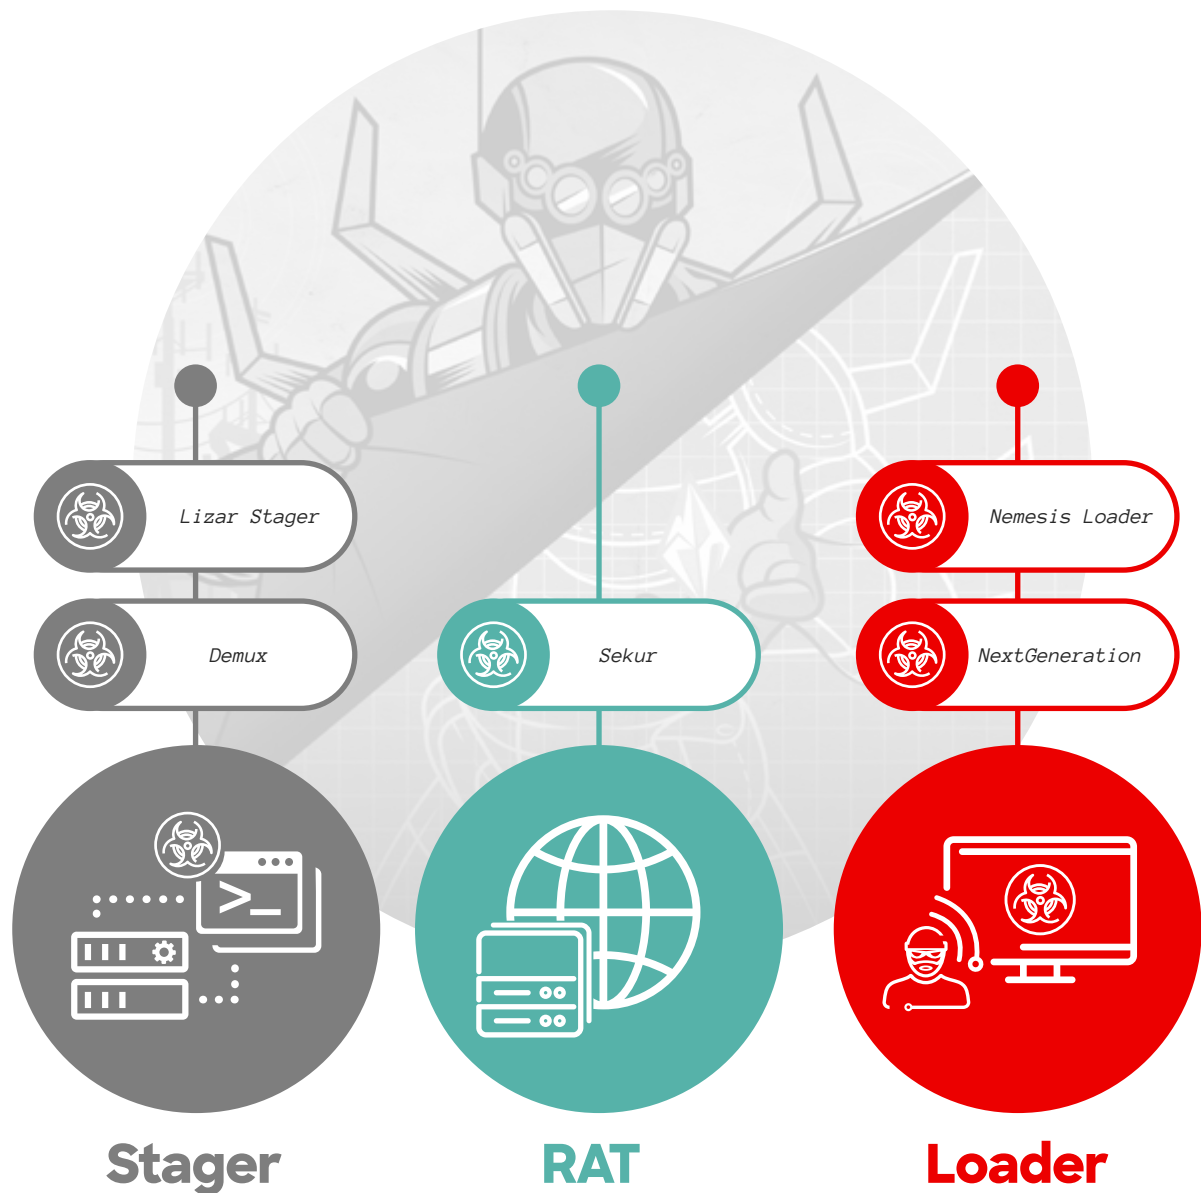 Lizar Stager
Demux
Sekur
Nemesis Loader
NextGeneration
>_
Stager
RAT
Loader